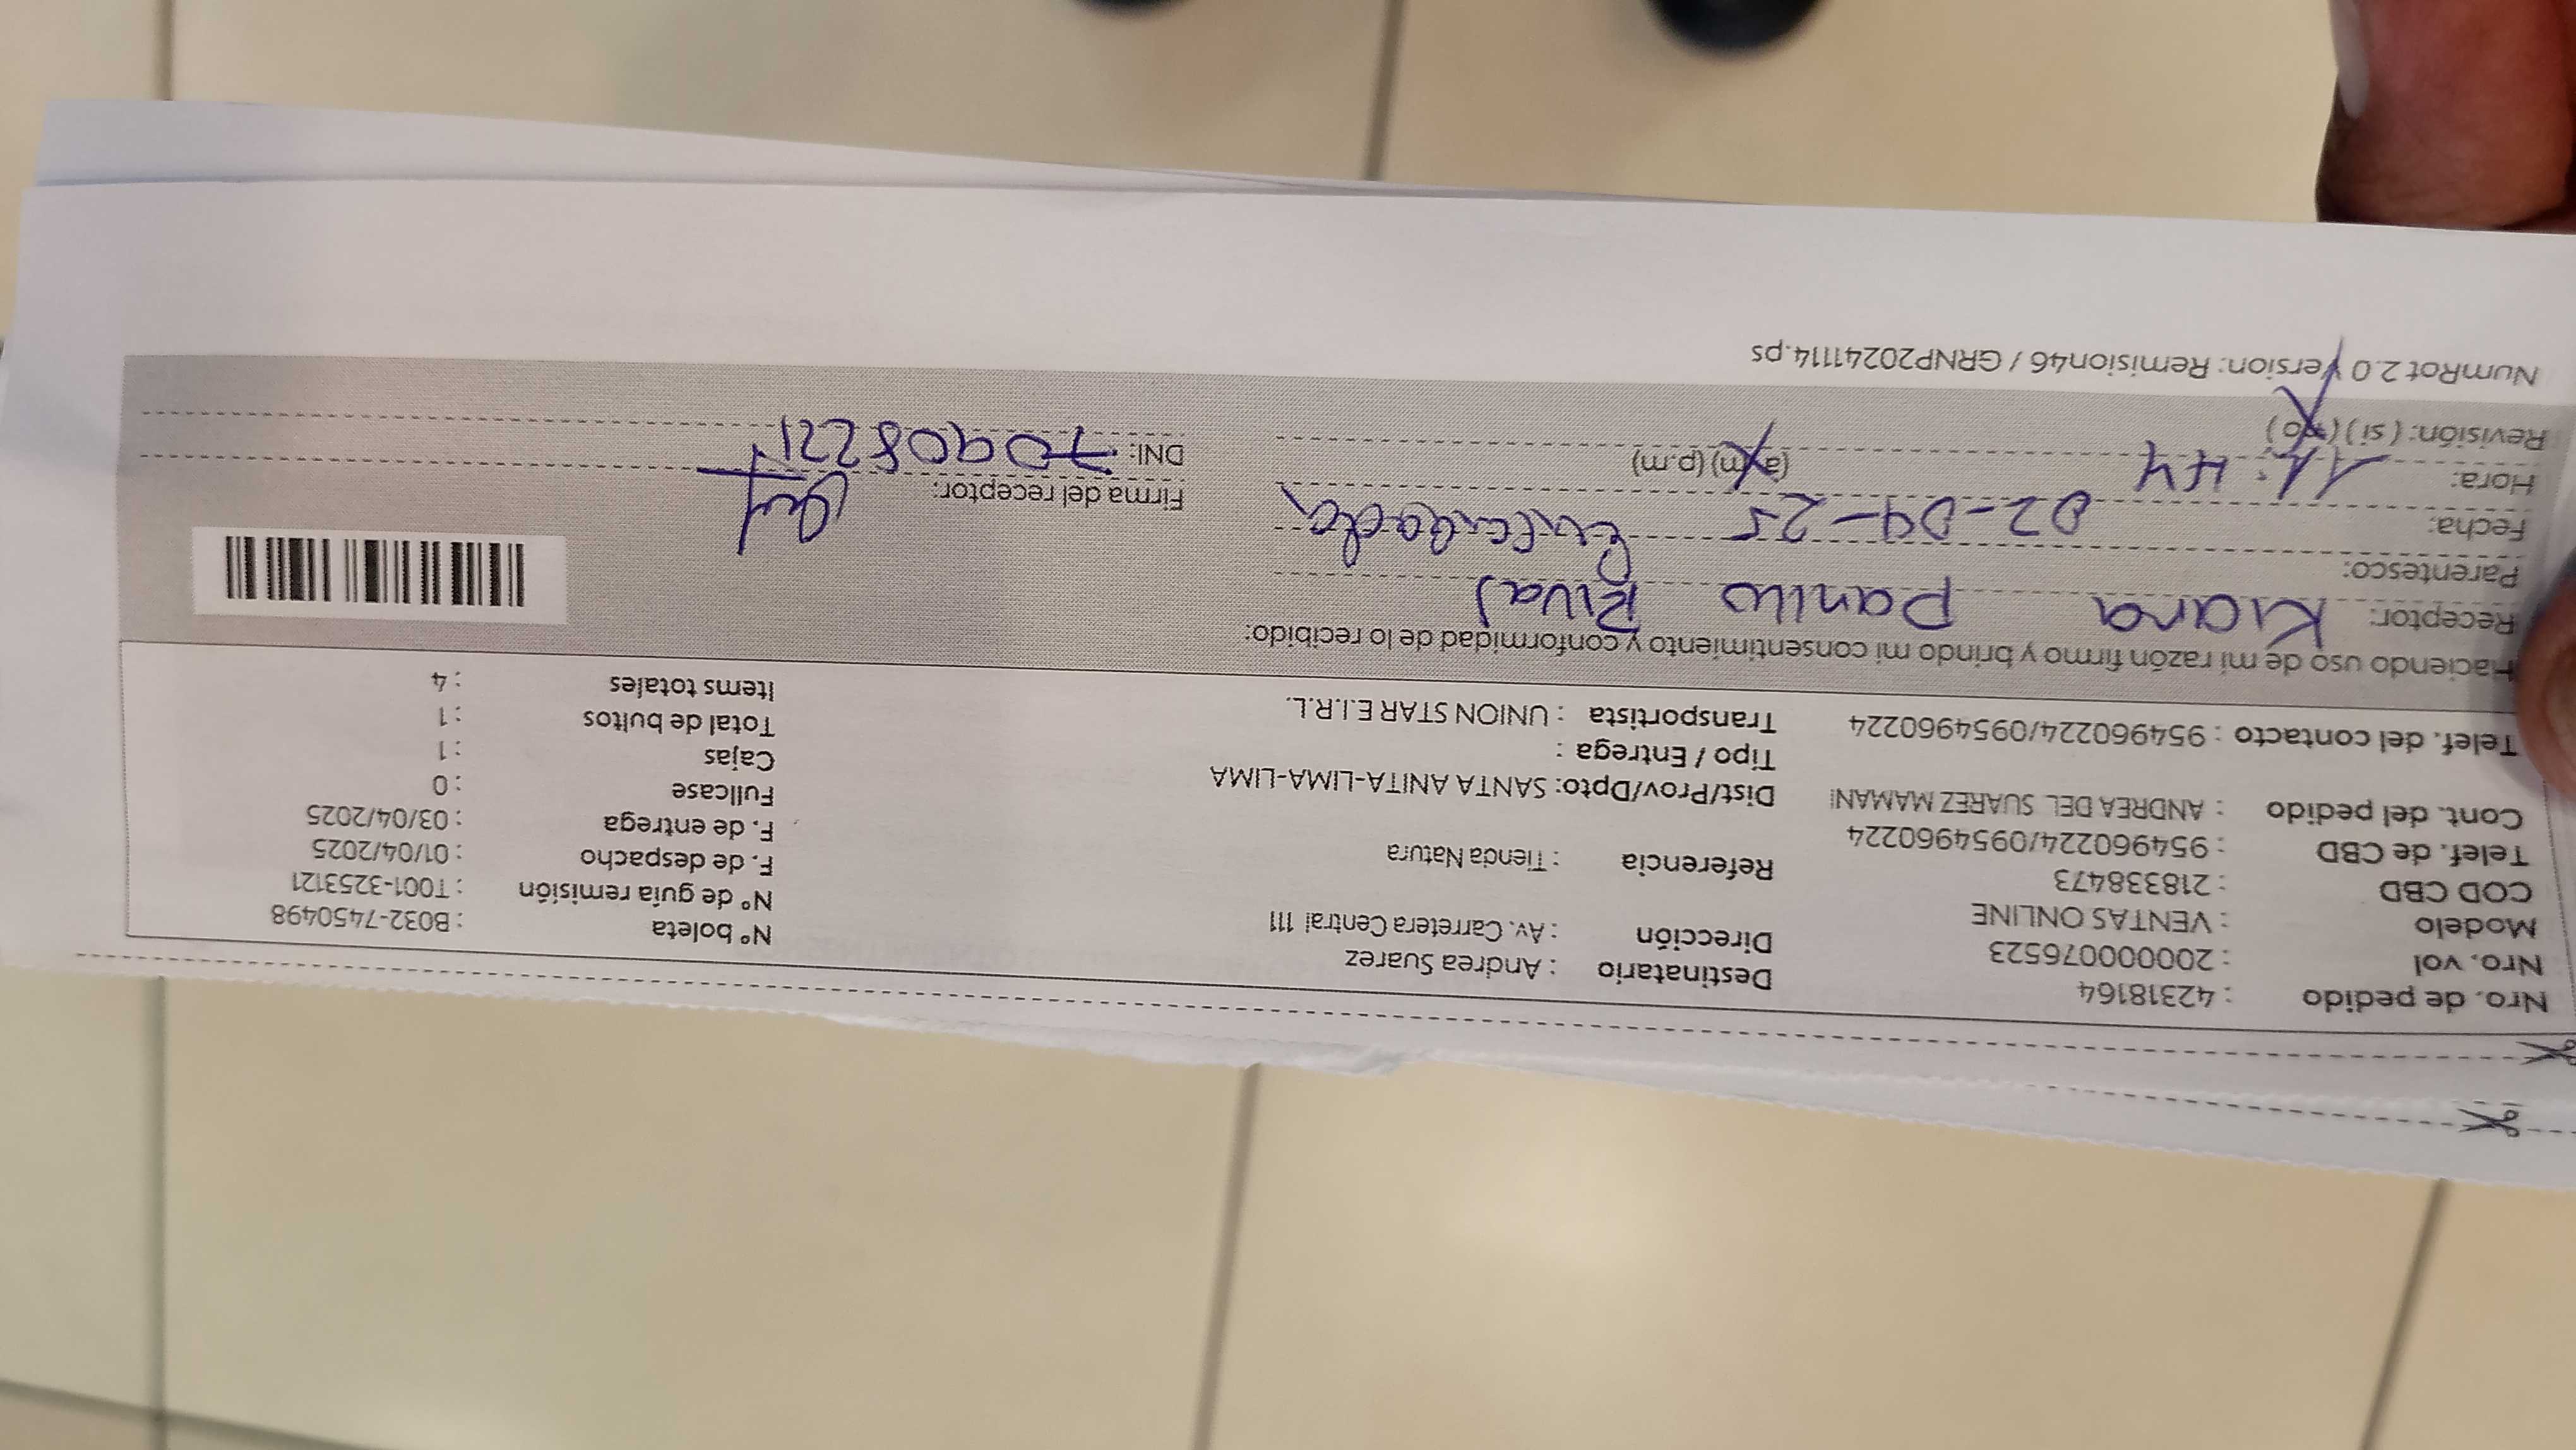 Nro. de pedido : 42318164
Nro. vol : 20000076523
Modelo : VENTAS ONLINE
COD CBD : 218338473
Telef. de CBD : 954960224/0954960224
Cont. del pedido : ANDREA DEL SUAREZ MAMANI
Telef. del contacto : 954960224/0954960224
Destinatario : Andrea Suarez
Dirección : Av. Carretera Central 111
Referencia : Tienda Natura
Dist/Prov/Dpto: SANTA ANITA-LIMA-LIMA
Tipo / Entrega :
Transportista : UNION STAR E.I.R.L.
N° boleta : B032-7450498
N° de guía remisión : T001-3253121
F. de despacho : 01/04/2025
F. de entrega : 03/04/2025
Fullcase : 0
Cajas : 1
Total de bultos : 1
Items totales : 4
Haciendo uso de mi razón firmo y brindo mi consentimiento y conformidad de lo recibido:
Receptor: Kiara Rivas
Parentesco:
Fecha: 02-04-25
Hora: 11:44 (a.m) (p.m)
Revisión: (si) (no)
Firma del receptor:
DNI: 70908221
NumRot 2.0 Version: Remision46 / GRNP20241114.ps